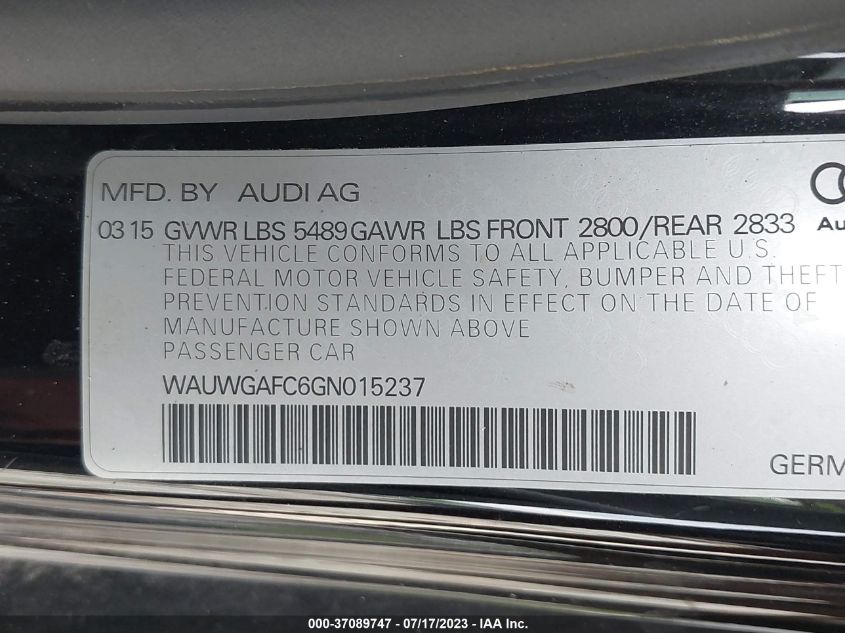 MFD. BY AUDI AG
03 15 GVWR LBS 5489 GAWR LBS FRONT 2800/REAR 2833
THIS VEHICLE CONFORMS TO ALL APPLICABLE U.S.
FEDERAL MOTOR VEHICLE SAFETY, BUMPER AND THEFT
PREVENTION STANDARDS IN EFFECT ON THE DATE OF
MANUFACTURE SHOWN ABOVE
PASSENGER CAR
WAUWGAFC6GN015237
Au
GERM
000-37089747 - 07/17/2023 - IAA Inc.